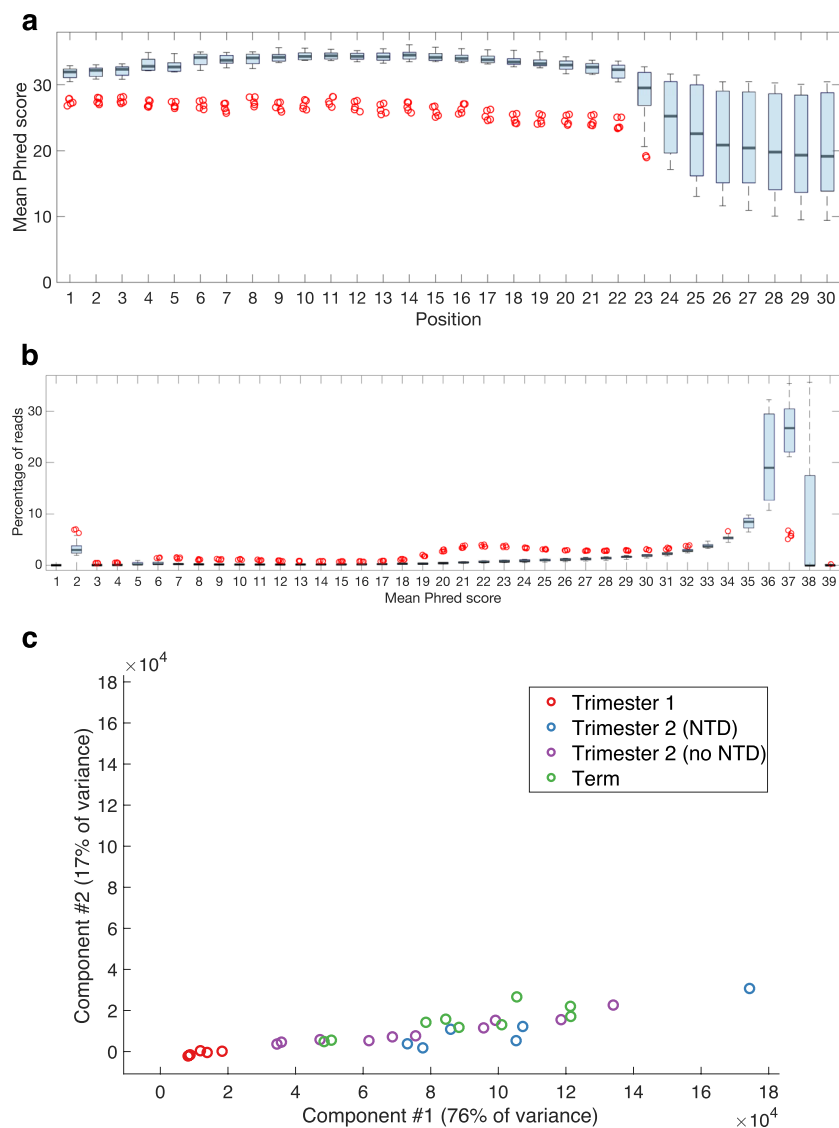 a
Mean Phred score
30
20
10
0
1 2 3 4 5 6 7 8 9 10 11 12 13 14 15 16 17 18 19 20 21 22 23 24 25 26 27 28 29 30
Position
b
Percentage of reads
30
20
10
0
1 2 3 4 5 6 7 8 9 10 11 12 13 14 15 16 17 18 19 20 21 22 23 24 25 26 27 28 29 30 31 32 33 34 35 36 37 38 39
Mean Phred score
c
×10⁴
Component #2 (17% of variance)
18
16
14
12
10
8
6
4
2
0
Trimester 1
Trimester 2 (NTD)
Trimester 2 (no NTD)
Term
0 2 4 6 8 10 12 14 16 18
Component #1 (76% of variance)
×10⁴